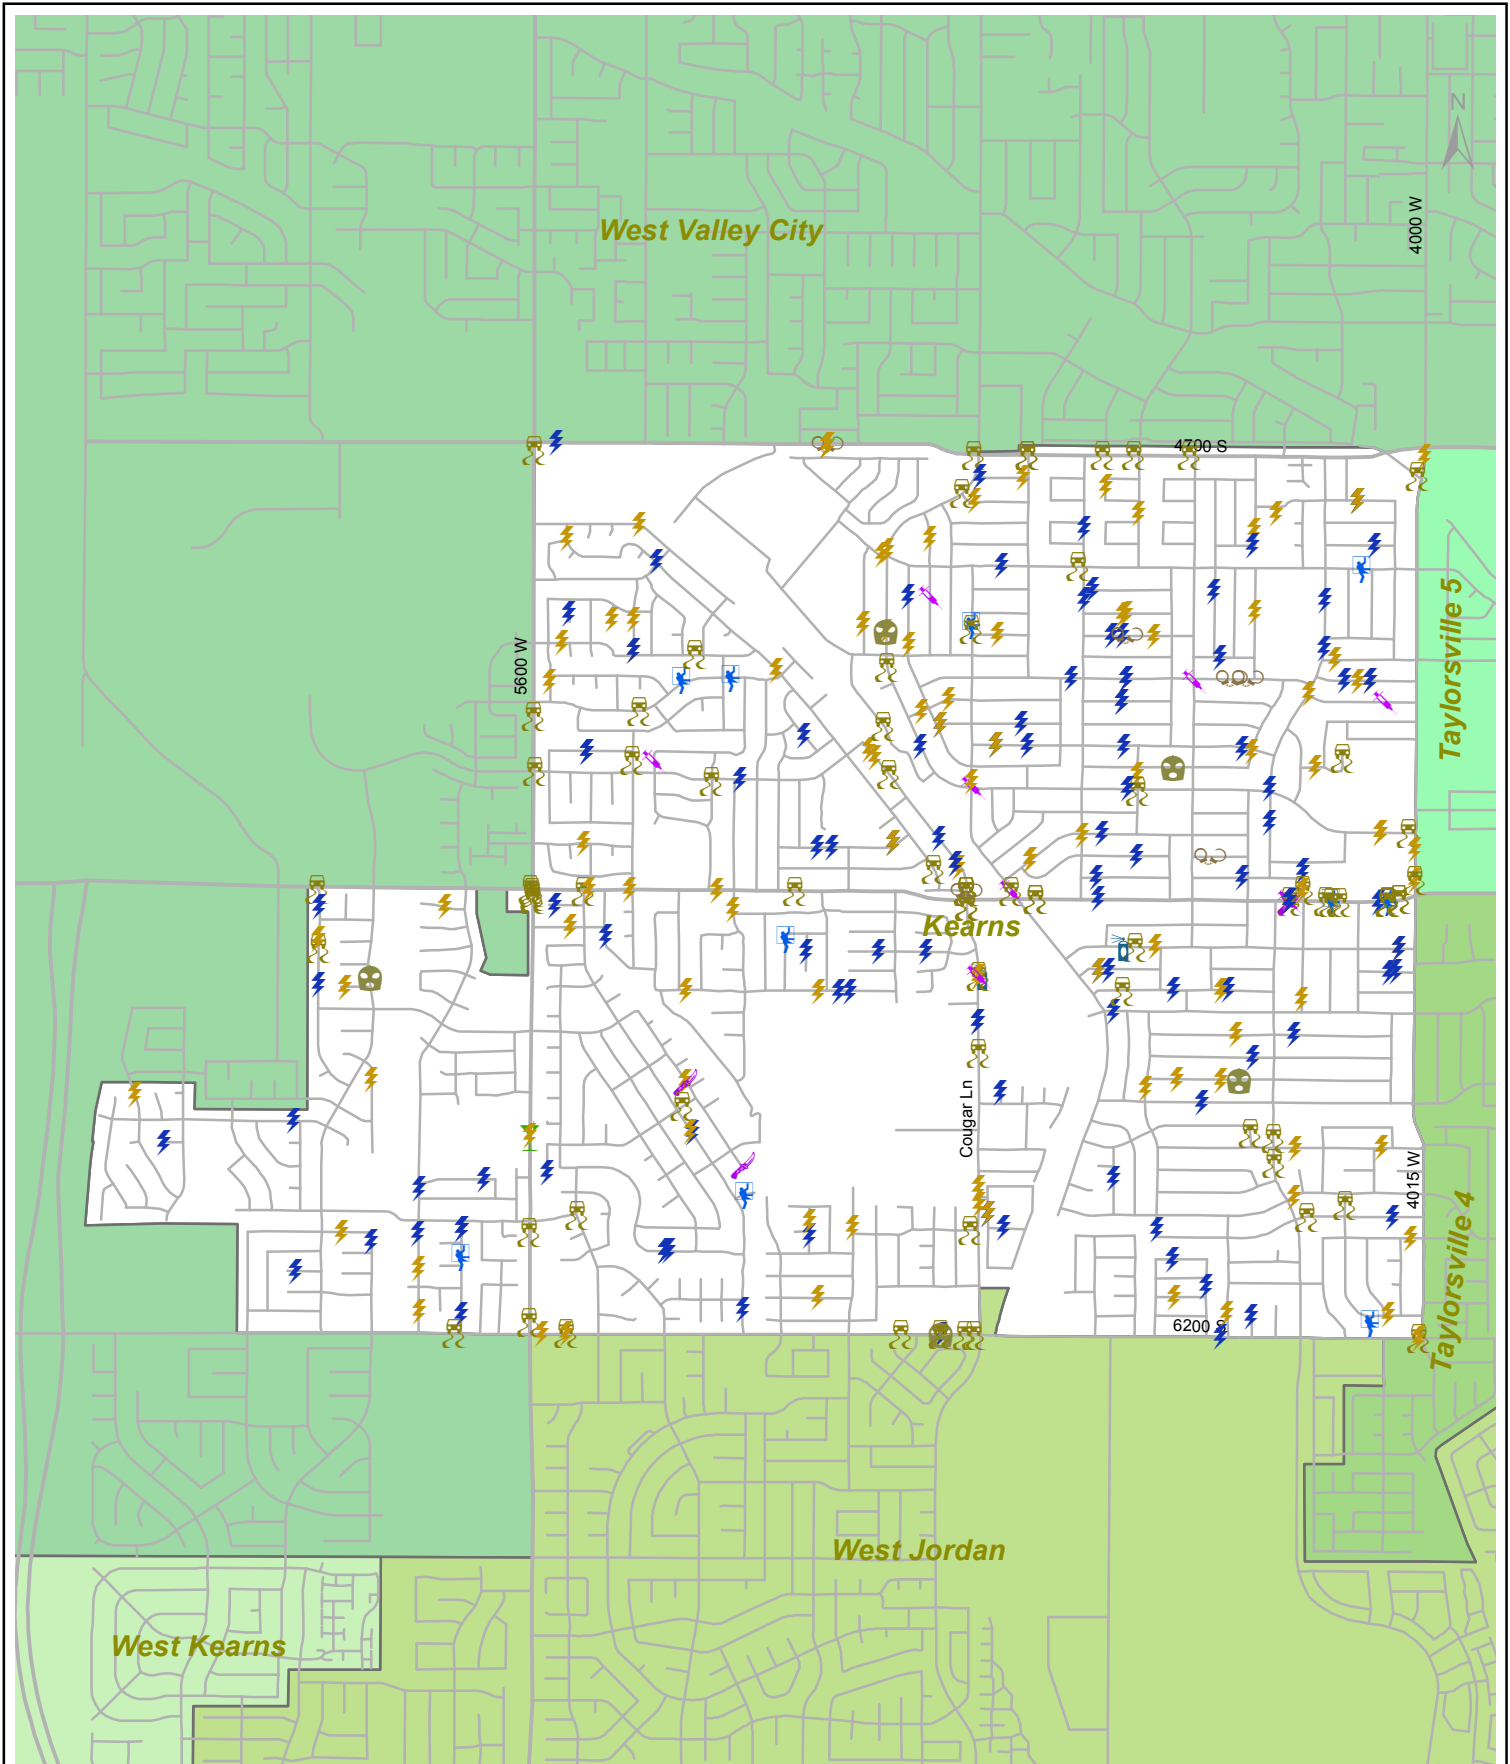 N
4000 W
West Valley City
4700 S
Taylorsville 5
5600 W
Kearns
Cougar Ln
4015 W
Taylorsville 4
6200 S
West Jordan
West Kearns